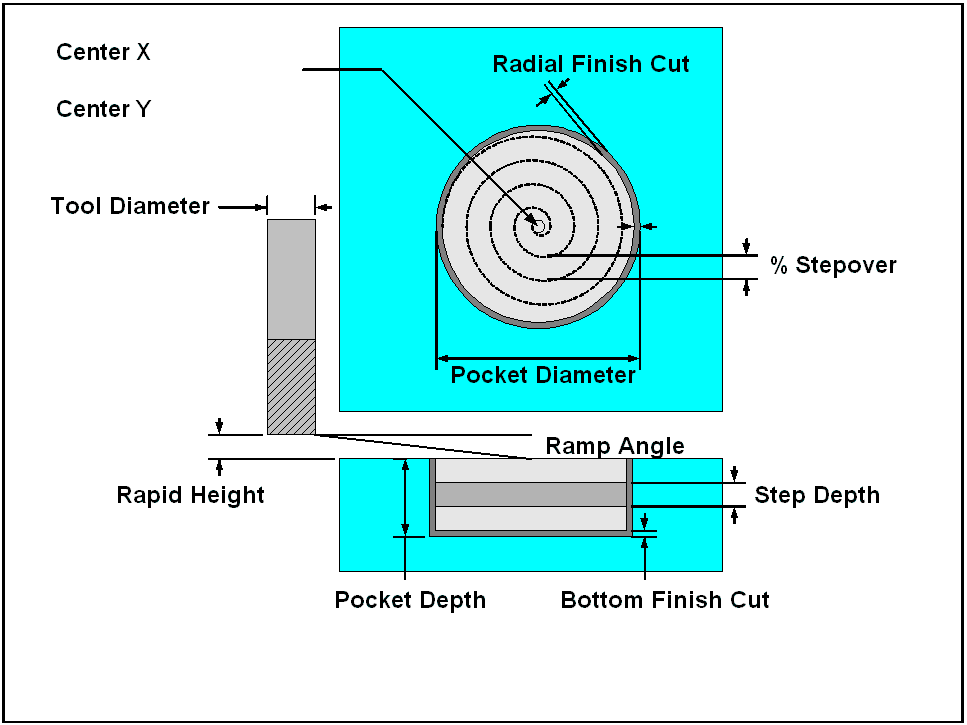 Center X
Radial Finish Cut
Center Y
Tool Diameter
% Stepover
Pocket Diameter
Ramp Angle
Rapid Height
Step Depth
Pocket Depth
Bottom Finish Cut